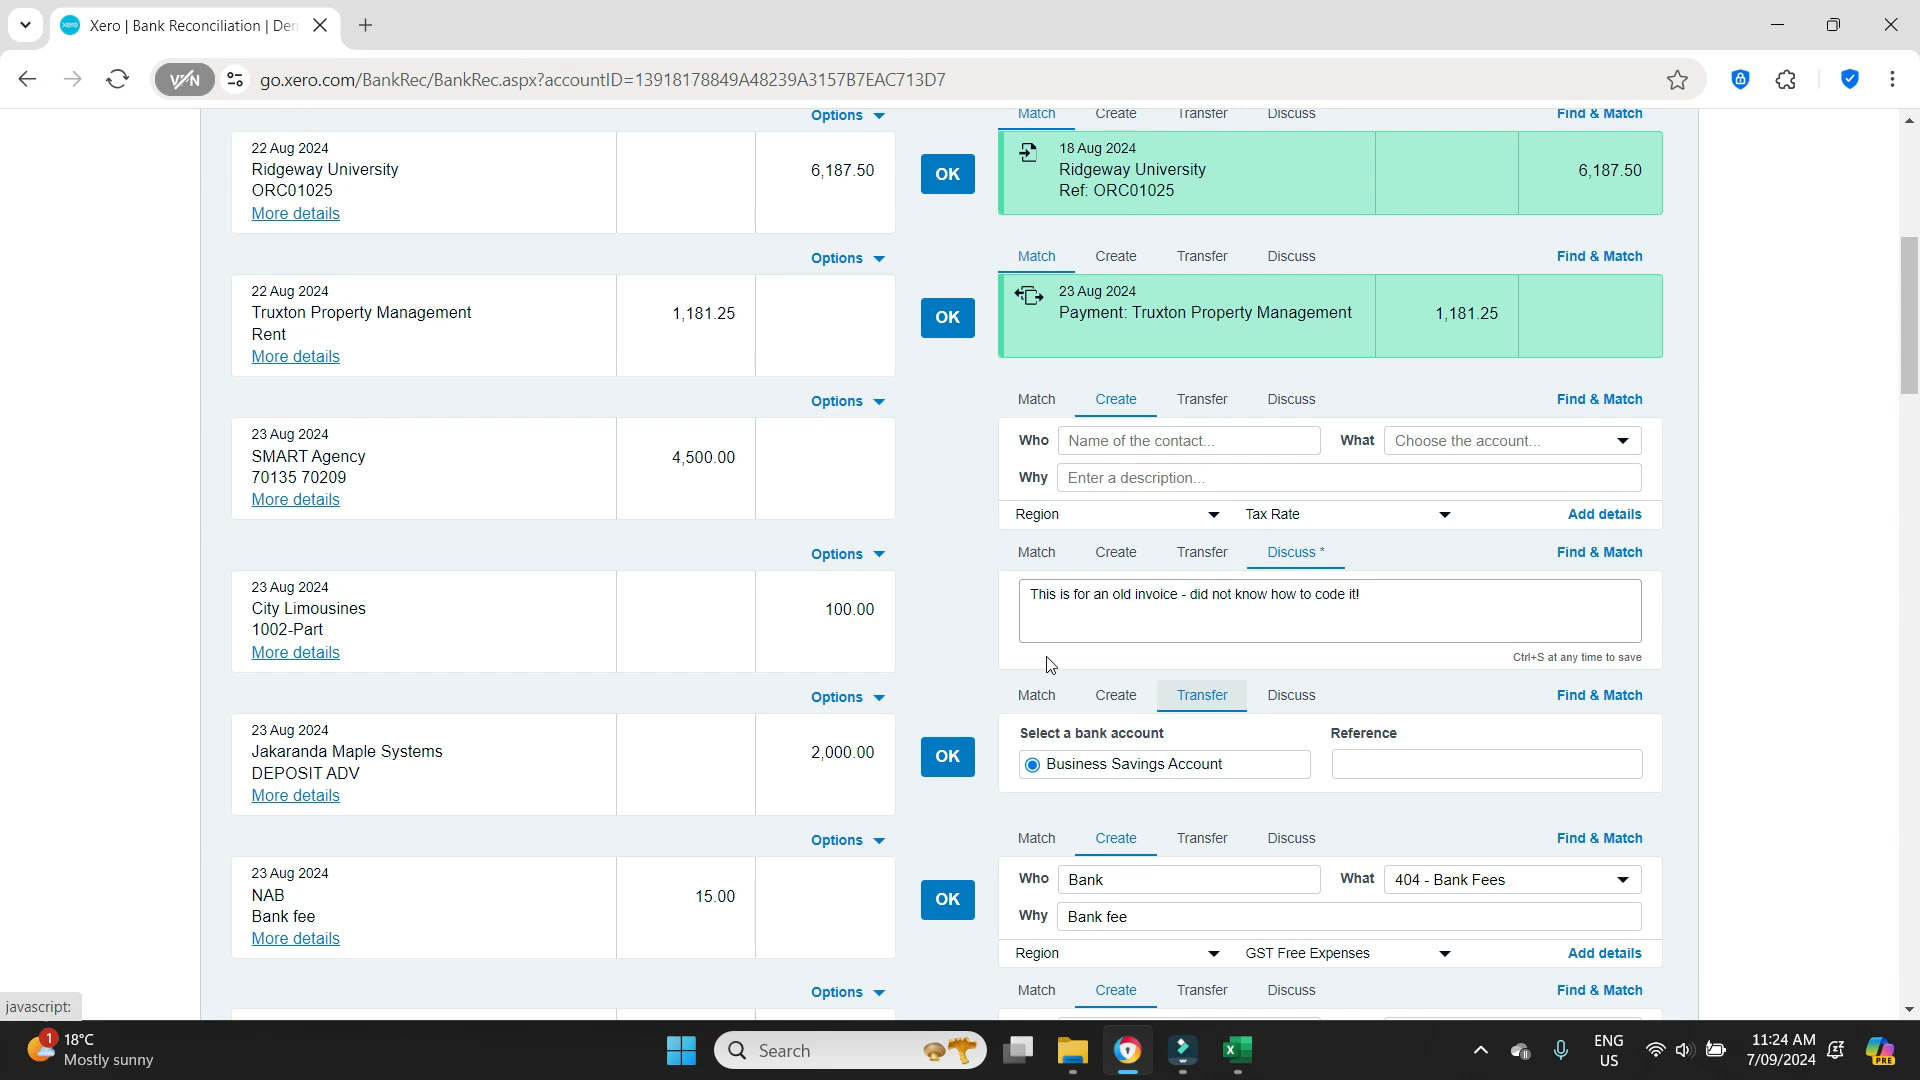 Xero | Bank Reconciliation | Den
VPN
go.xero.com/BankRec/BankRec.aspx?accountID=13918178849A48239A3157B7EAC713D7
Options
Match Create Transfer Discuss Find & Match
22 Aug 2024
Ridgeway University
ORC01025
More details
6,187.50
OK
18 Aug 2024
Ridgeway University
Ref: ORC01025
6,187.50
Options
Match Create Transfer Discuss Find & Match
22 Aug 2024
Truxton Property Management
Rent
More details
1,181.25
OK
23 Aug 2024
Payment: Truxton Property Management
1,181.25
Options
Match Create Transfer Discuss Find & Match
23 Aug 2024
SMART Agency
70135 70209
More details
4,500.00
Who Name of the contact... What Choose the account...
Why Enter a description...
Region Tax Rate Add details
Options
Match Create Transfer Discuss * Find & Match
23 Aug 2024
City Limousines
1002-Part
More details
100.00
This is for an old invoice - did not know how to code it!
Ctrl+S at any time to save
Options
Match Create Transfer Discuss Find & Match
23 Aug 2024
Jakaranda Maple Systems
DEPOSIT ADV
More details
2,000.00
OK
Select a bank account Reference
Business Savings Account
Options
Match Create Transfer Discuss Find & Match
23 Aug 2024
NAB
Bank fee
More details
15.00
OK
Who Bank What 404 - Bank Fees
Why Bank fee
Region GST Free Expenses Add details
Options
Match Create Transfer Discuss Find & Match
javascript:
1
18°C
Mostly sunny
Search
ENG
US
11:24 AM
7/09/2024
PRE